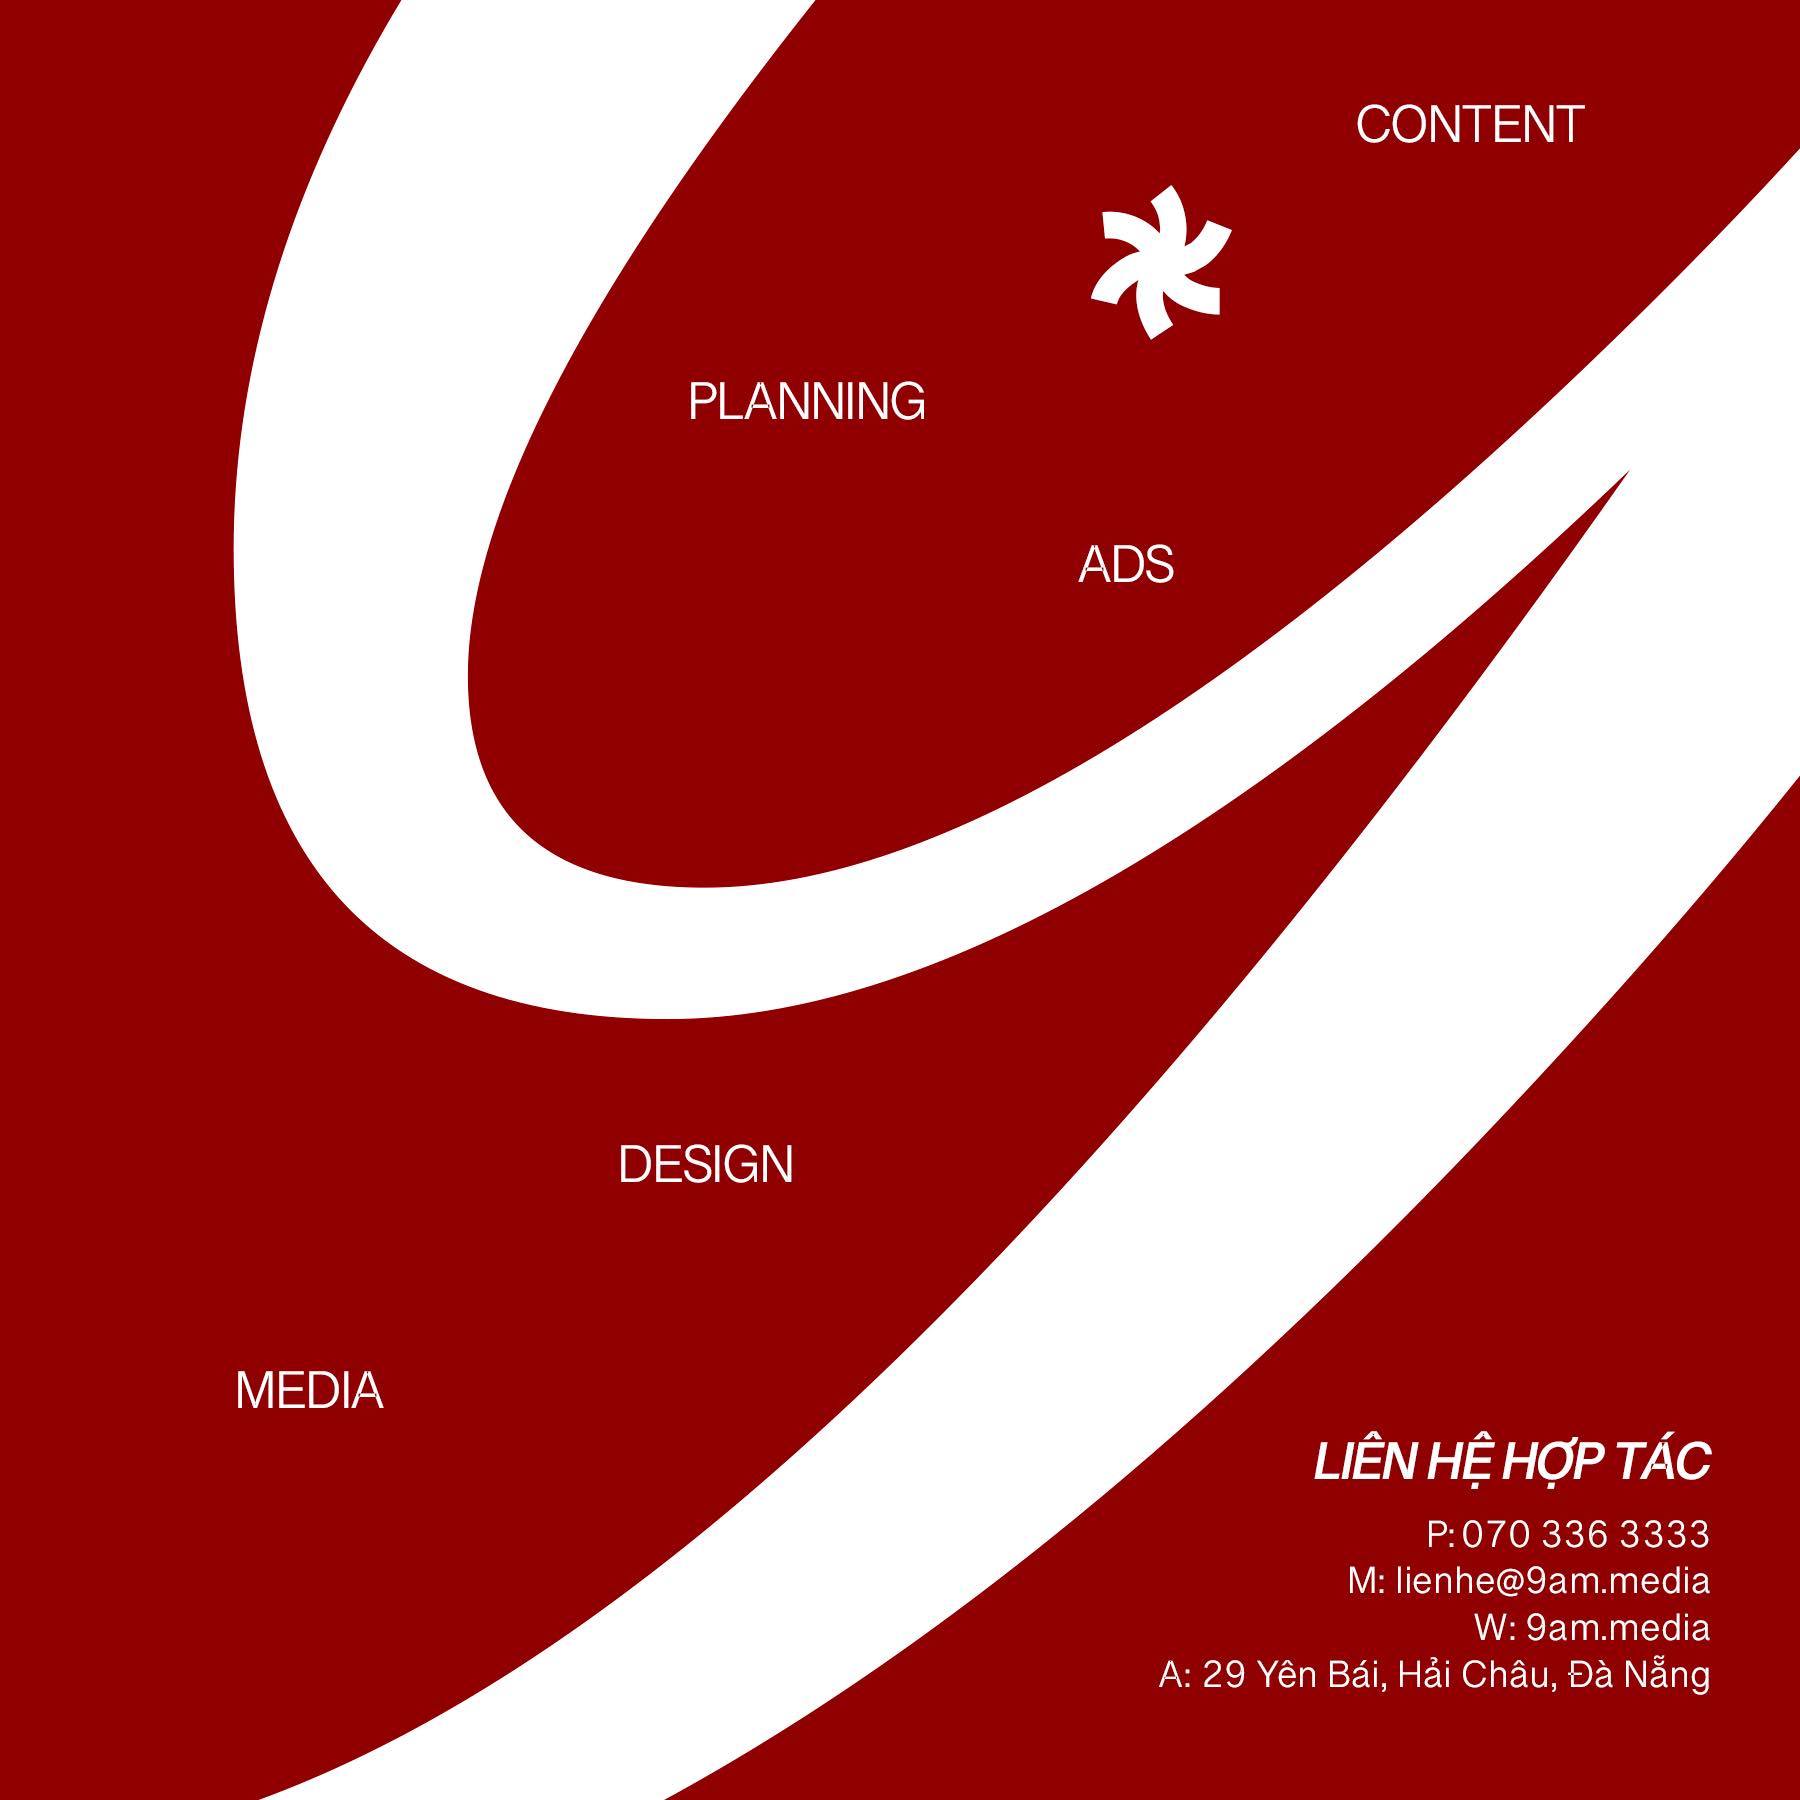 CONTENT
PLANNING
ADS
DESIGN
MEDIA
LIÊN HỆ HỢP TÁC
P: 070 336 3333
M: lienhe@9am.media
W: 9am.media
A: 29 Yên Bái, Hải Châu, Đà Nẵng